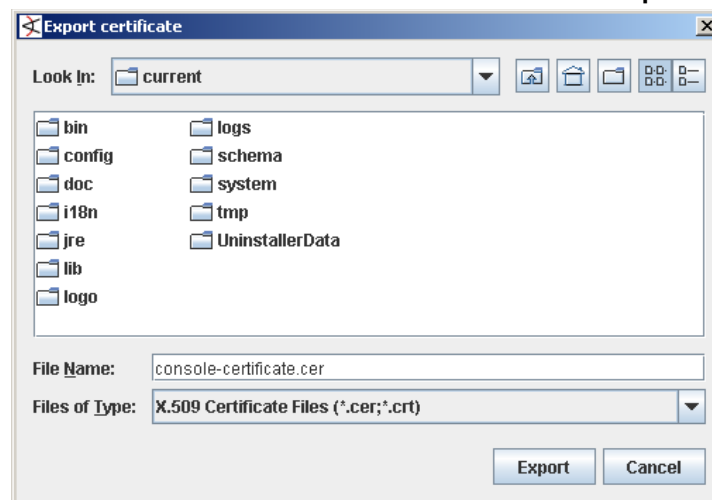 Export certificate
Look In: current
bin logs
config schema
doc system
i18n tmp
jre UninstallerData
lib
logo
File Name: console-certificate.cer
Files of Type: X.509 Certificate Files (*.cer;*.crt)
Export Cancel